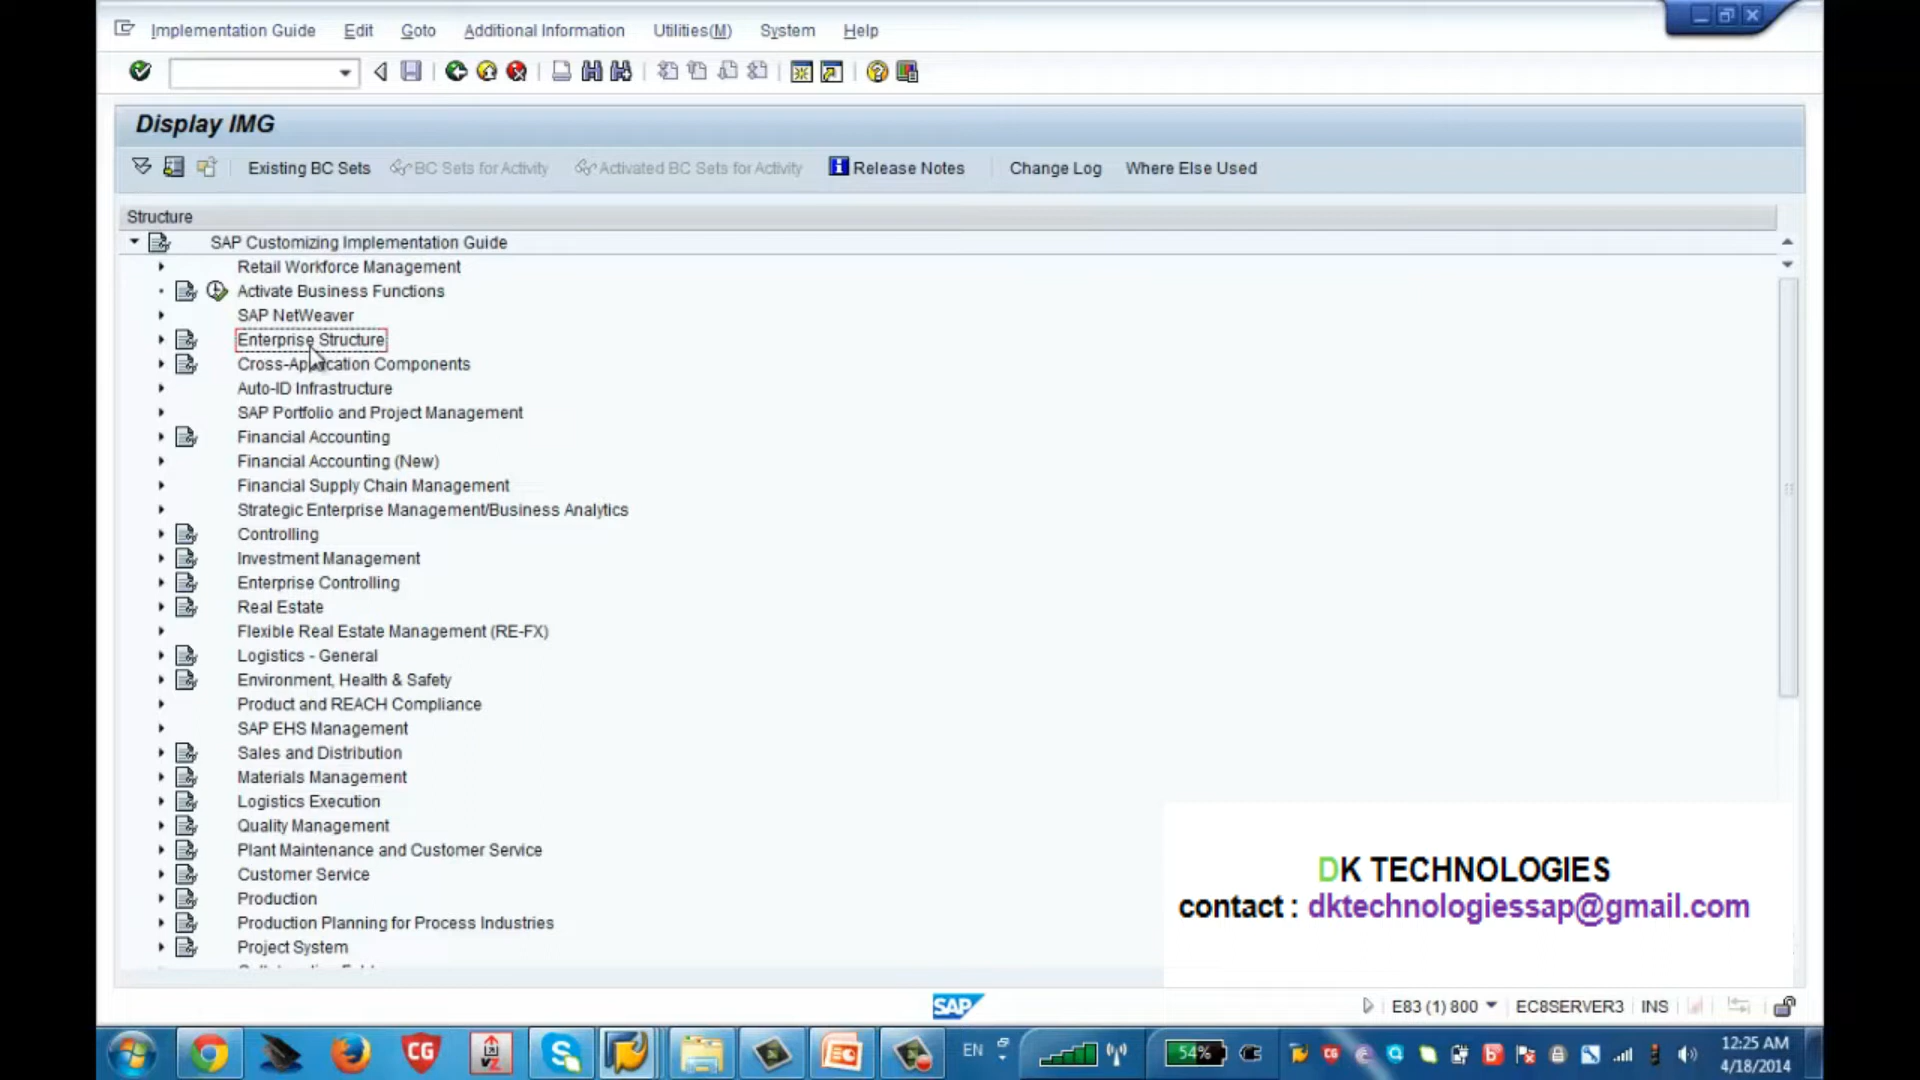 Implementation Guide Edit Goto Additional Information Utilities(M) System Help
Display IMG
Existing BC Sets BC Sets for Activity Activated BC Sets for Activity Release Notes Change Log Where Else Used
Structure
SAP Customizing Implementation Guide
Retail Workforce Management
Activate Business Functions
SAP NetWeaver
Enterprise Structure
Cross-Application Components
Auto-ID Infrastructure
SAP Portfolio and Project Management
Financial Accounting
Financial Accounting (New)
Financial Supply Chain Management
Strategic Enterprise Management/Business Analytics
Controlling
Investment Management
Enterprise Controlling
Real Estate
Flexible Real Estate Management (RE-FX)
Logistics - General
Environment, Health & Safety
Product and REACH Compliance
SAP EHS Management
Sales and Distribution
Materials Management
Logistics Execution
Quality Management
Plant Maintenance and Customer Service
Customer Service
Production
Production Planning for Process Industries
Project System
DK TECHNOLOGIES
contact : dktechnologiessap@gmail.com
SAP E83 (1) 800 EC8SERVER3 INS
CG EN 54% CG 12:25 AM
4/18/2014